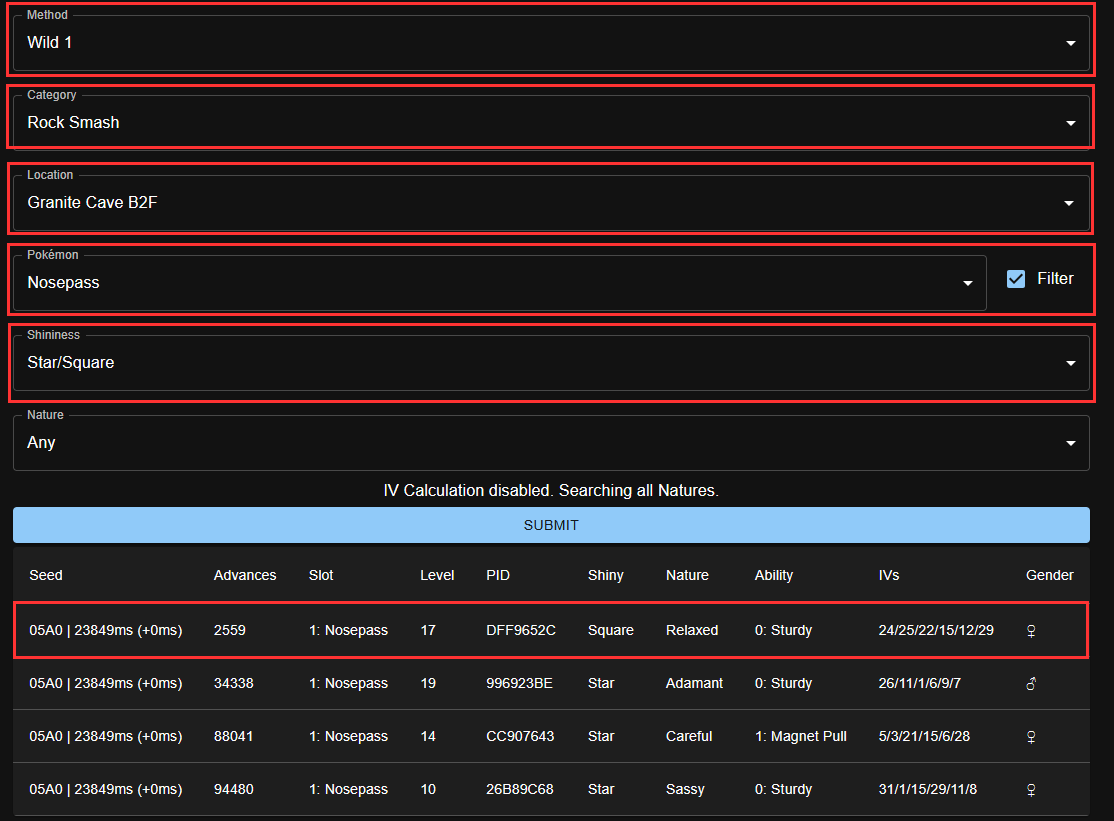 Method
Wild 1
Category
Rock Smash
Location
Granite Cave B2F
Pokémon
Nosepass
Filter
Shininess
Star/Square
Nature
Any
IV Calculation disabled. Searching all Natures.
SUBMIT
Seed Advances Slot Level PID Shiny Nature Ability IVs Gender
05A0 | 23849ms (+0ms) 2559 1: Nosepass 17 DFF9652C Square Relaxed 0: Sturdy 24/25/22/15/12/29 ♀
05A0 | 23849ms (+0ms) 34338 1: Nosepass 19 996923BE Star Adamant 0: Sturdy 26/11/1/6/9/7 ♂
05A0 | 23849ms (+0ms) 88041 1: Nosepass 14 CC907643 Star Careful 1: Magnet Pull 5/3/21/15/6/28 ♀
05A0 | 23849ms (+0ms) 94480 1: Nosepass 10 26B89C68 Star Sassy 0: Sturdy 31/1/15/29/11/8 ♀